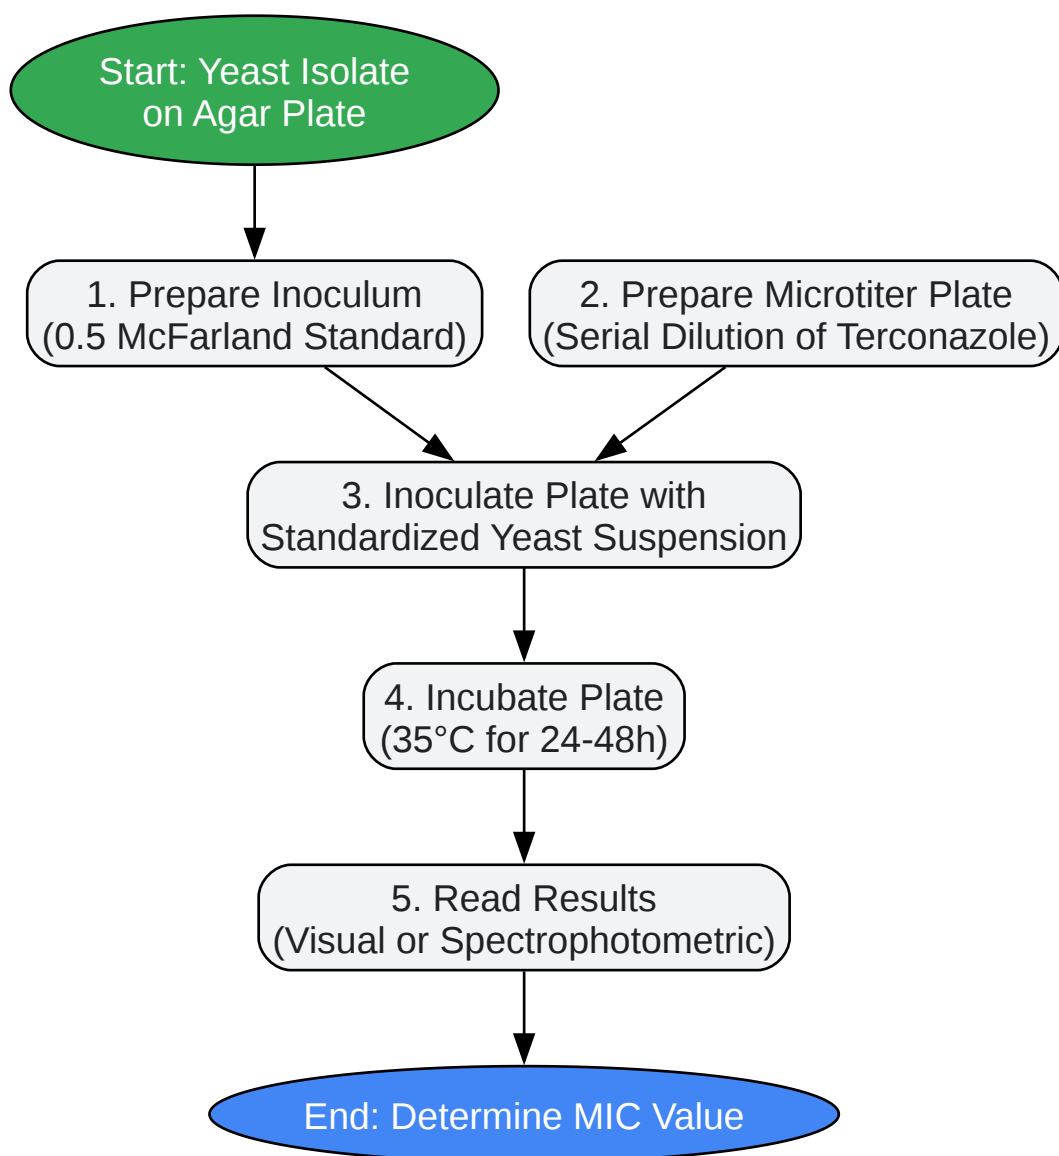 Start: Yeast Isolate
on Agar Plate
1. Prepare Inoculum
(0.5 McFarland Standard)
2. Prepare Microtiter Plate
(Serial Dilution of Terconazole)
3. Inoculate Plate with
Standardized Yeast Suspension
4. Incubate Plate
(35°C for 24-48h)
5. Read Results
(Visual or Spectrophotometric)
End: Determine MIC Value